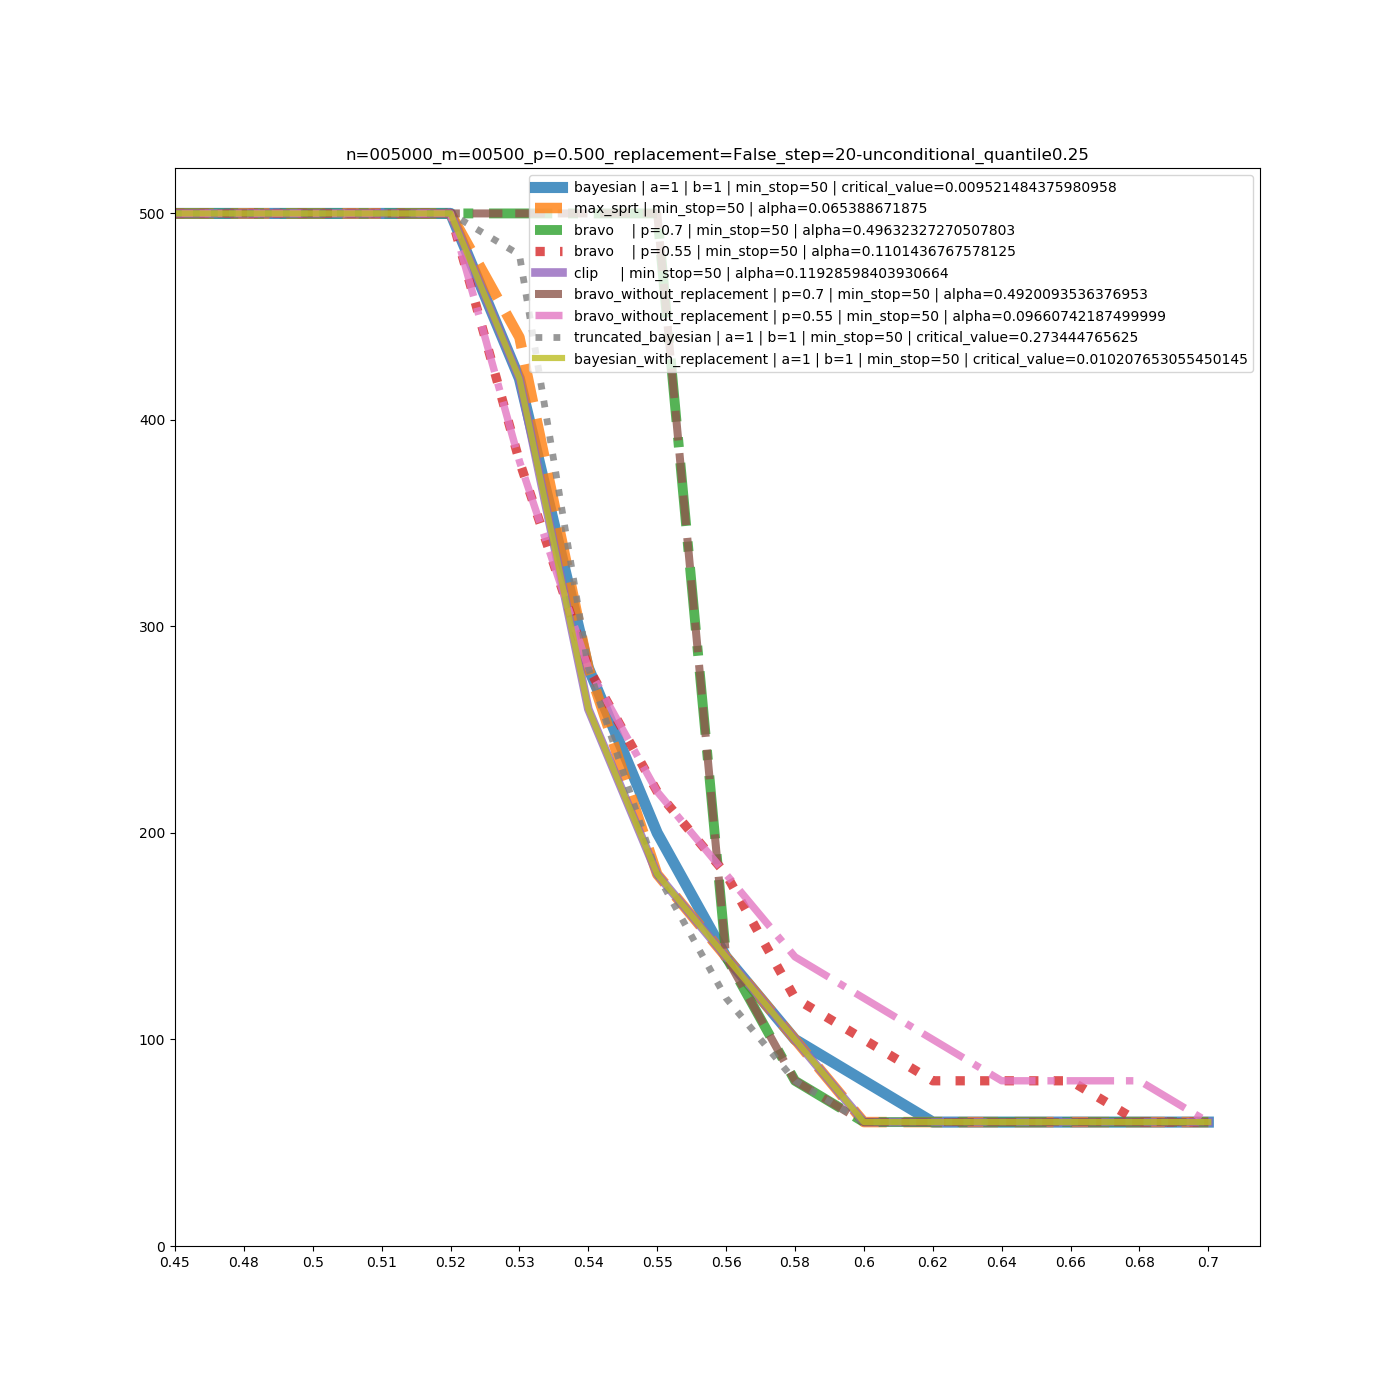 n=005000_m=00500_p=0.500_replacement=False_step=20-unconditional_quantile0.25
bayesian | a=1 | b=1 | min_stop=50 | critical_value=0.009521484375980958
max_sprt | min_stop=50 | alpha=0.065388671875
bravo | p=0.7 | min_stop=50 | alpha=0.49632327270507803
bravo | p=0.55 | min_stop=50 | alpha=0.1101436767578125
clip | min_stop=50 | alpha=0.11928598403930664
bravo_without_replacement | p=0.7 | min_stop=50 | alpha=0.4920093536376953
bravo_without_replacement | p=0.55 | min_stop=50 | alpha=0.09660742187499999
truncated_bayesian | a=1 | b=1 | min_stop=50 | critical_value=0.273444765625
bayesian_with_replacement | a=1 | b=1 | min_stop=50 | critical_value=0.010207653055450145
500
400
300
200
100
0
0.45 0.48 0.5 0.51 0.52 0.53 0.54 0.55 0.56 0.58 0.6 0.62 0.64 0.66 0.68 0.7